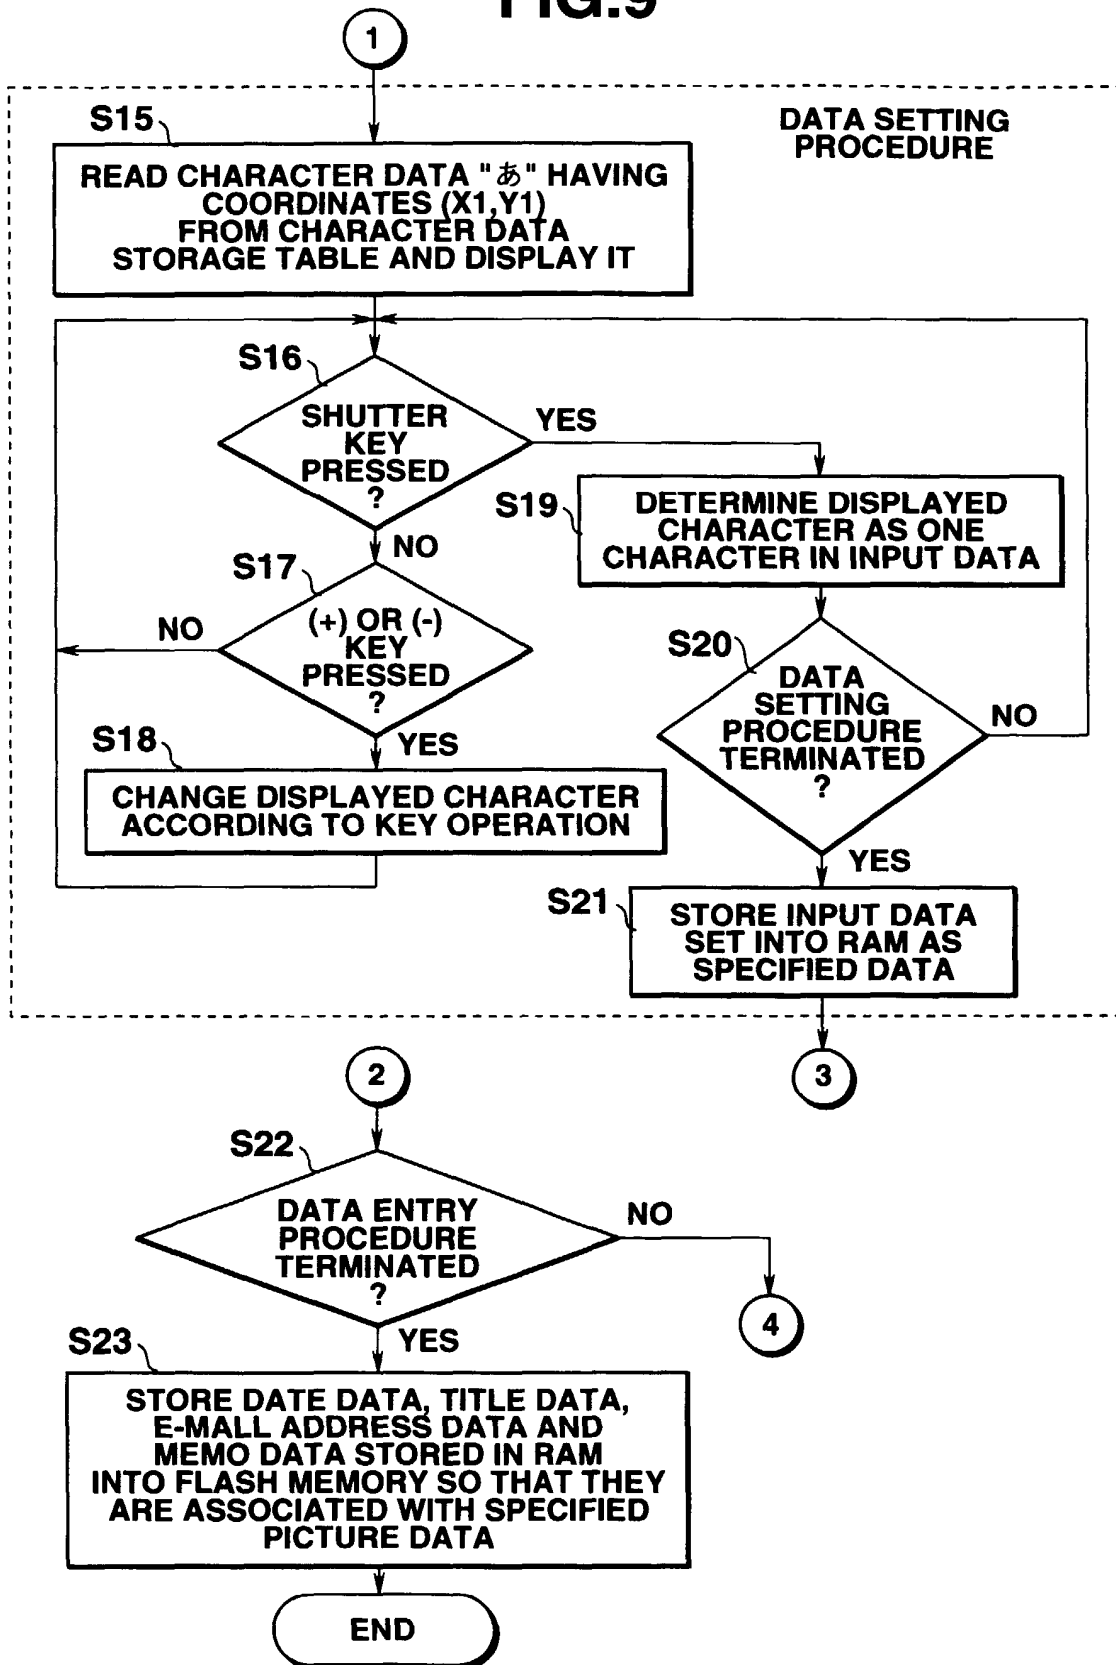 FIG.9
1
DATA SETTING
PROCEDURE
S15
READ CHARACTER DATA "あ" HAVING
COORDINATES (X1,Y1)
FROM CHARACTER DATA
STORAGE TABLE AND DISPLAY IT
S16
SHUTTER
KEY
PRESSED
?
YES
NO
S19
DETERMINE DISPLAYED
CHARACTER AS ONE
CHARACTER IN INPUT DATA
S17
(+) OR (-)
KEY
PRESSED
?
NO
YES
S20
DATA
SETTING
PROCEDURE
TERMINATED
?
NO
YES
S18
CHANGE DISPLAYED CHARACTER
ACCORDING TO KEY OPERATION
S21
STORE INPUT DATA
SET INTO RAM AS
SPECIFIED DATA
3
2
S22
DATA ENTRY
PROCEDURE
TERMINATED
?
NO
4
YES
S23
STORE DATE DATA, TITLE DATA,
E-MALL ADDRESS DATA AND
MEMO DATA STORED IN RAM
INTO FLASH MEMORY SO THAT THEY
ARE ASSOCIATED WITH SPECIFIED
PICTURE DATA
END